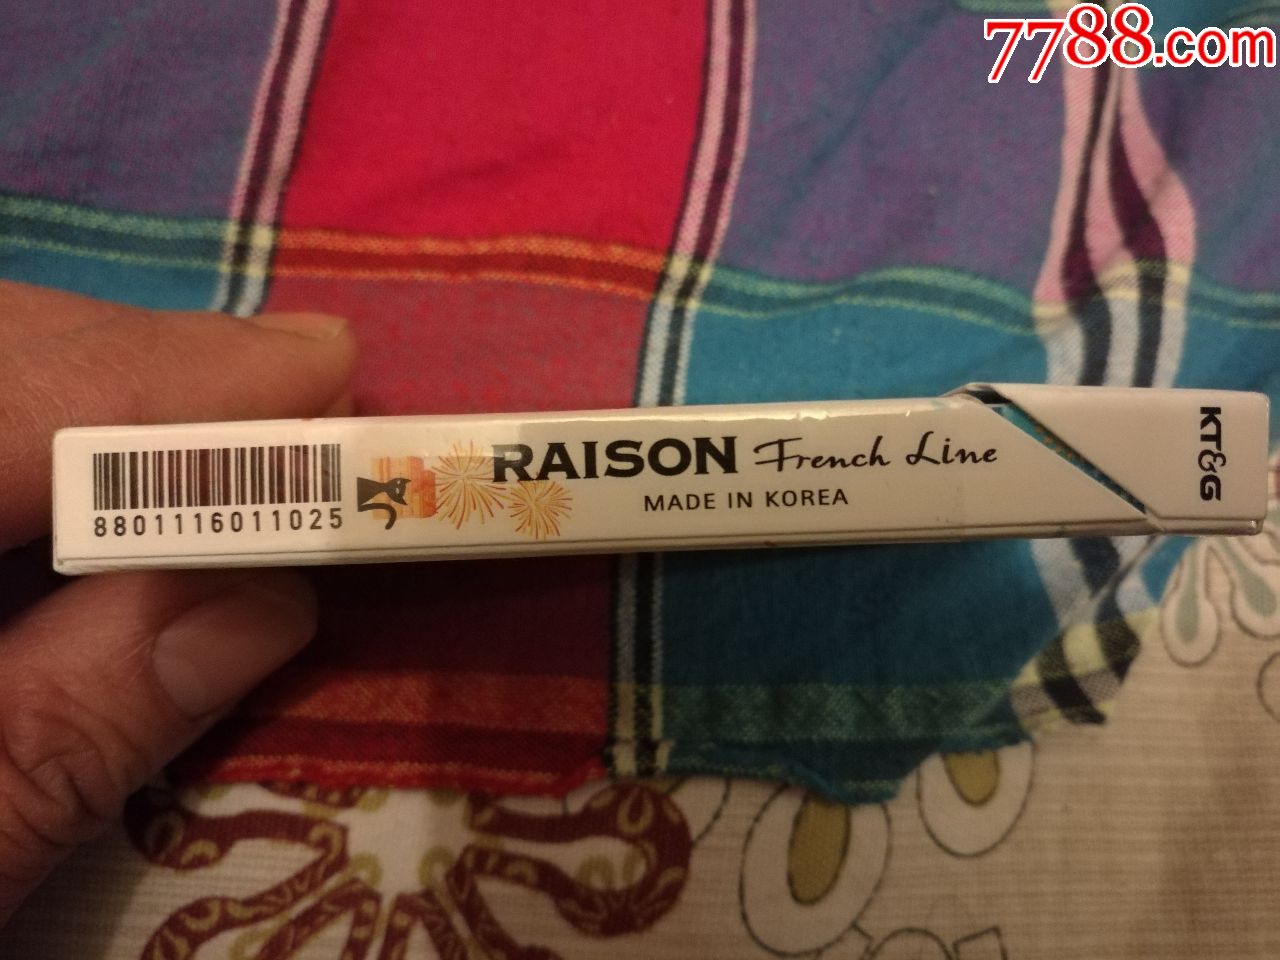 7788.com
RAISON French Line
MADE IN KOREA
8801116011025
KT&G